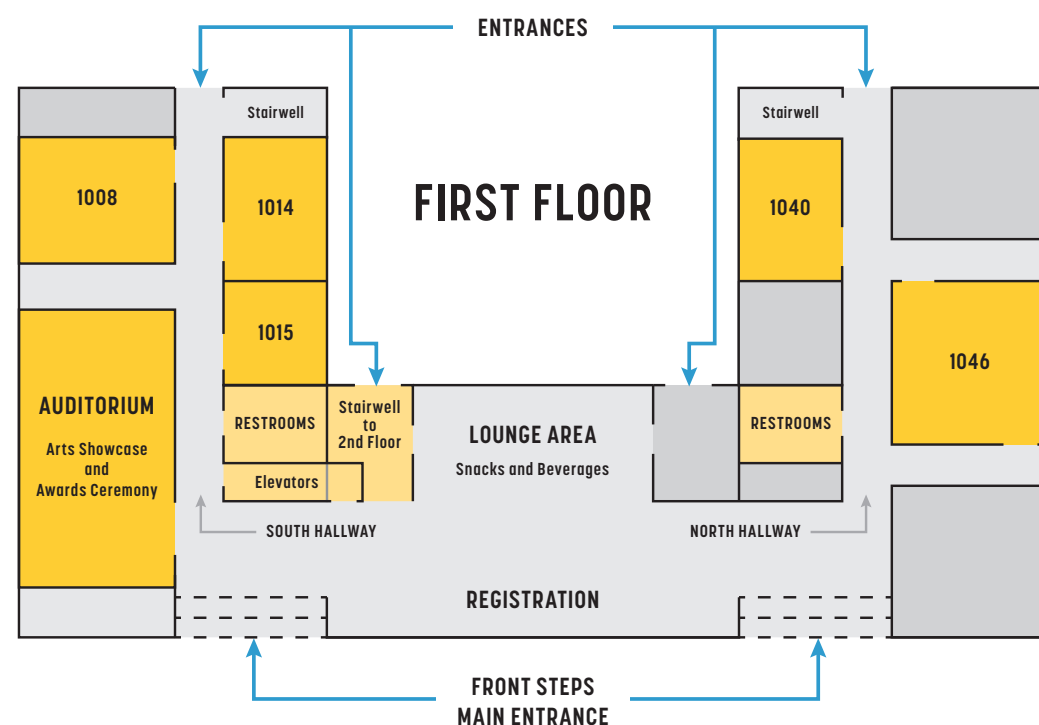 ENTRANCES
Stairwell
Stairwell
1008
1014
FIRST FLOOR
1040
1015
1046
AUDITORIUM
Arts Showcase
and
Awards Ceremony
RESTROOMS
Stairwell
to
2nd Floor
LOUNGE AREA
Snacks and Beverages
RESTROOMS
Elevators
SOUTH HALLWAY
NORTH HALLWAY
REGISTRATION
FRONT STEPS
MAIN ENTRANCE